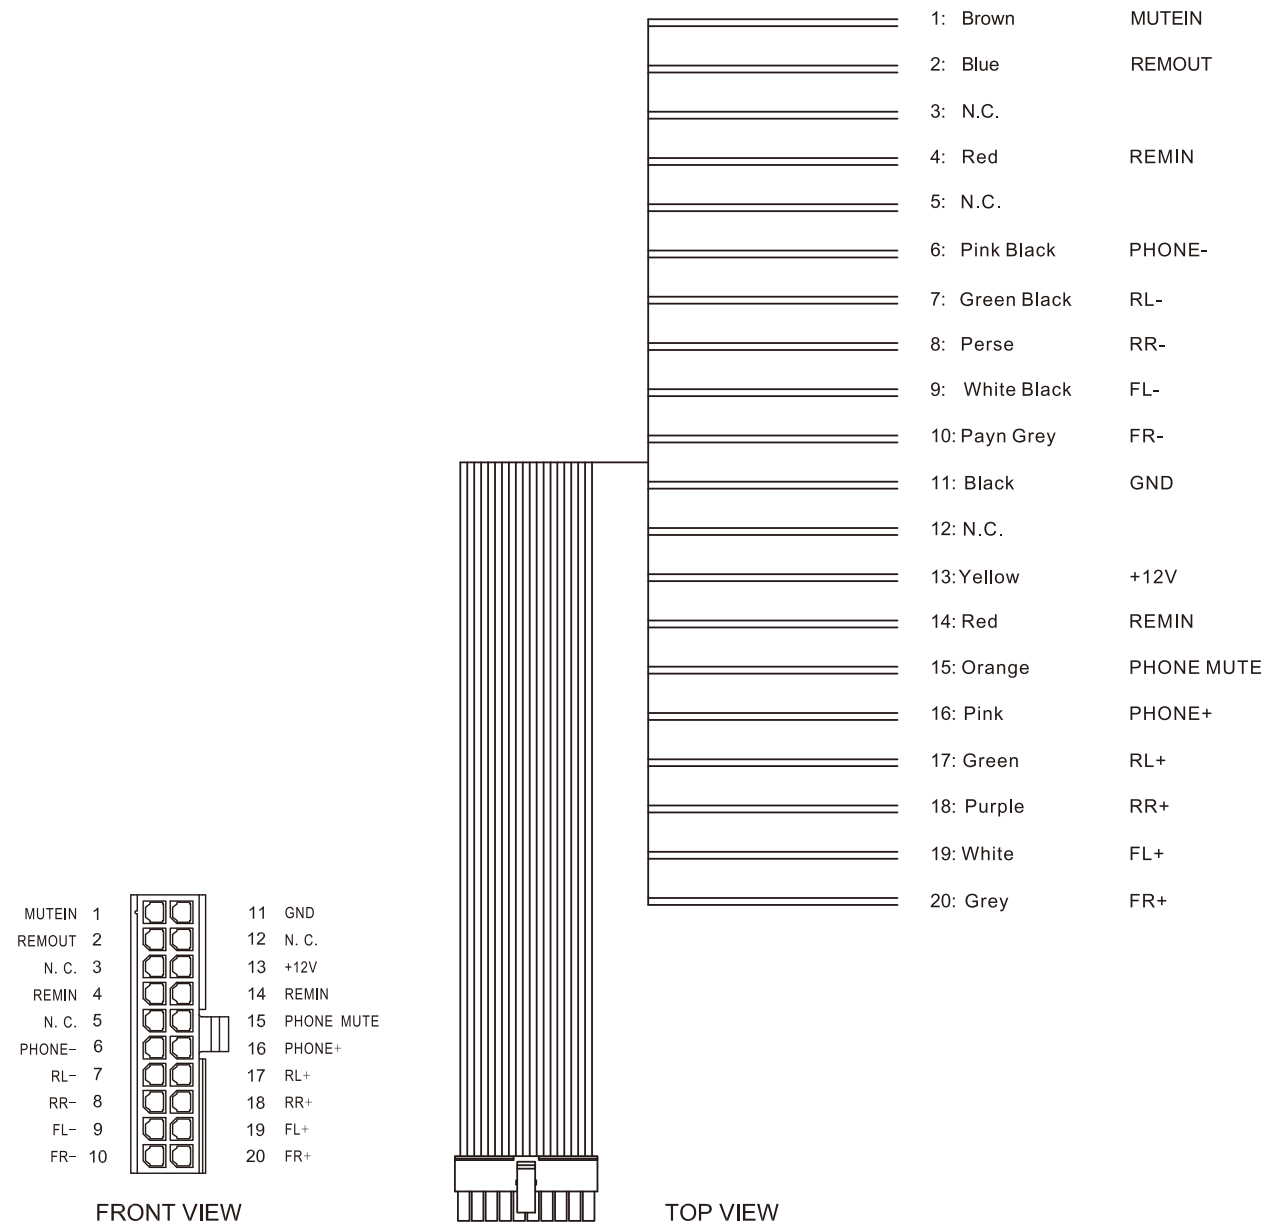 1: Brown MUTEIN
2: Blue REMOUT
3: N.C.
4: Red REMIN
5: N.C.
6: Pink Black PHONE-
7: Green Black RL-
8: Perse RR-
9: White Black FL-
10: Payn Grey FR-
11: Black GND
12: N.C.
13: Yellow +12V
14: Red REMIN
15: Orange PHONE MUTE
16: Pink PHONE+
17: Green RL+
18: Purple RR+
19: White FL+
20: Grey FR+
MUTEIN 1 11 GND
REMOUT 2 12 N. C.
N. C. 3 13 +12V
REMIN 4 14 REMIN
N. C. 5 15 PHONE MUTE
PHONE- 6 16 PHONE+
RL- 7 17 RL+
RR- 8 18 RR+
FL- 9 19 FL+
FR- 10 20 FR+
FRONT VIEW TOP VIEW